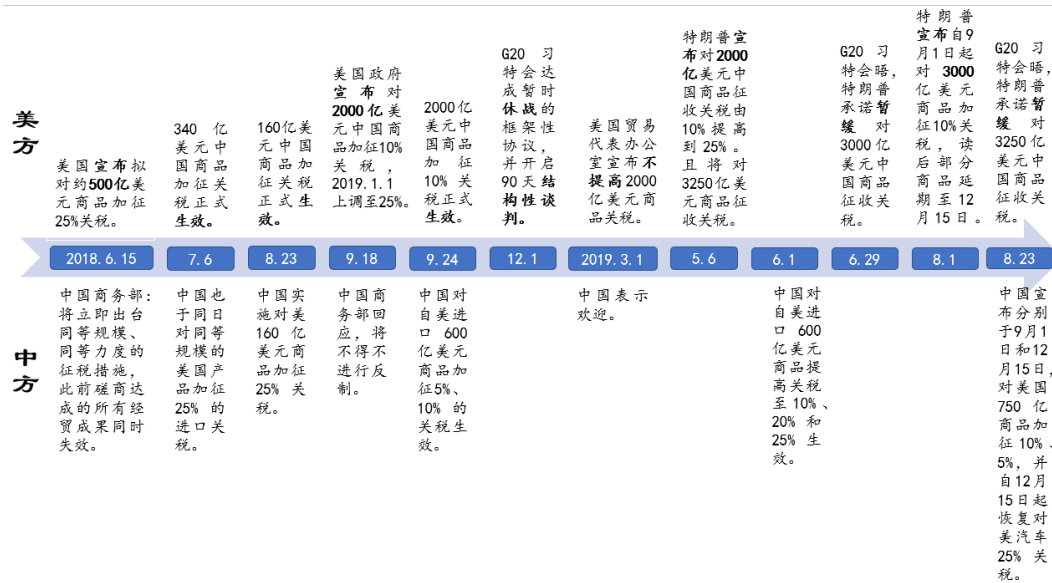 美方
美国宣布拟
对约500亿美
元商品加征
25%关税。
340 亿
美元中
国商品
加征关
税正式
生效。
160亿美
元中国
商品加
征关税
正式生
效。
美国政府
宣布 对
2000亿美
元中国商
品加征10%
关税，
2019.1.1
上调至25%。
2000亿
美元中
国商品
加 征
10% 关
税正式
生效。
G20 习
特会达
成暂时
休战的
框架性
协议，
并开启
90天结
构性谈
判。
美国贸易
代表办公
室宣布不
提高2000
亿美元商
品关税。
特朗普宣
布对2000
亿美元中
国商品征
收关税由
10%提高
到25%。
且将对
3250亿美
元商品征
收关税。
G20 习
特会晤，
特朗普
承诺暂
缓 对
3000亿
美元中
国商品
征收关
税。
特朗普
宣布自9
月1日起
对 3000
亿美元
商品加
征10%关
税，读
后部分
商品延
期至12
月15日。
G20 习
特会晤，
特朗普
承诺暂
缓 对
3250亿
美元中
国商品
征收关
税。
2018.6.15
7.6
8.23
9.18
9.24
12.1
2019.3.1
5.6
6.1
6.29
8.1
8.23
中方
中国商务部：
将立即出台
同等规模、
同等力度的
征税措施，
此前磋商达
成的所有经
贸成果同时
失效。
中国也
于同日
对同等
规模的
美国产
品加征
25% 的
进口关
税。
中国实
施对美
160 亿
美元商
品加征
25% 关
税。
中国商
务部回
应，将
不得不
进行反
制。
中国对
自美进
口 600
亿美元
商品加
征5%、
10% 的
关税生
效。
中国表示
欢迎。
中国对
自美进
口 600
亿美元
商品提
高关税
至10%、
20% 和
25% 生
效。
中国宣
布分别
于9月1
日和12
月15日，
对美国
750 亿
商品加
征10%、
5%，并
自12月
15日起
恢复对
美汽车
25% 关
税。